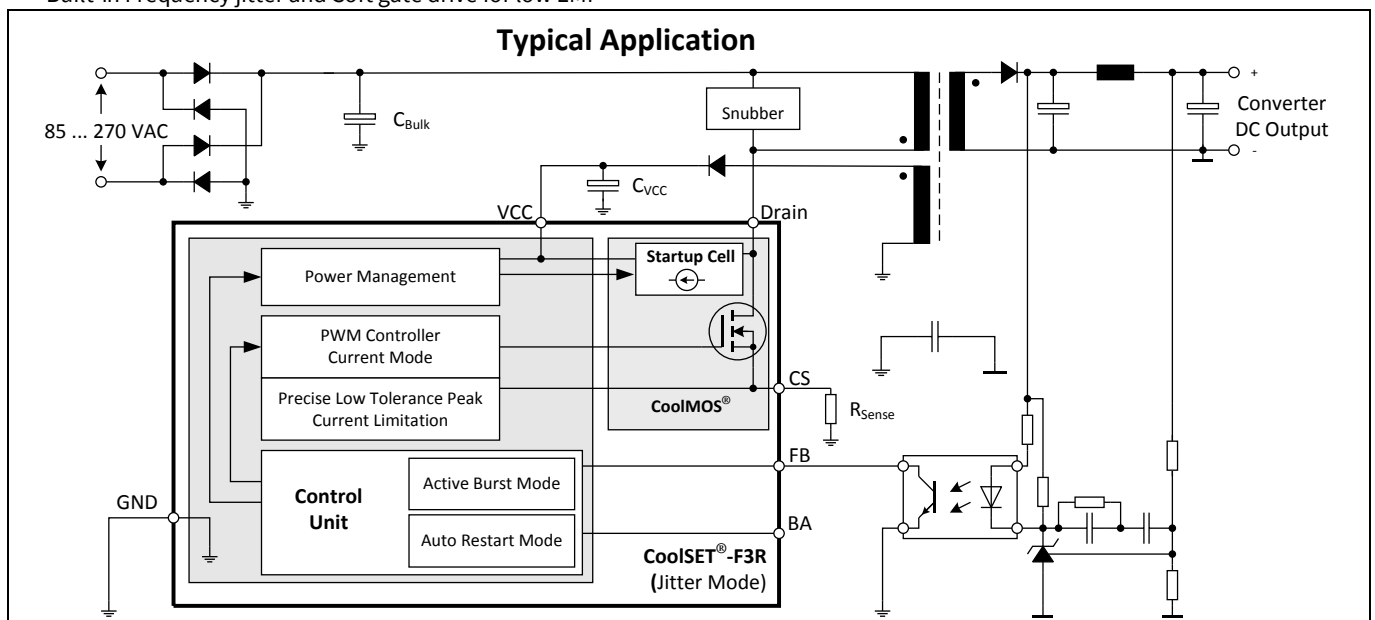 Built-in Frequency jitter and Soft gate drive for low EMI
Typical Application
+
85 ... 270 VAC
CBulk
Snubber
Converter
DC Output
-
CVCC
VCC
Drain
Power Management
Startup Cell
PWM Controller
Current Mode
Precise Low Tolerance Peak
Current Limitation
CoolMOS®
CS
RSense
FB
Control
Unit
Active Burst Mode
Auto Restart Mode
GND
BA
CoolSET®-F3R
(Jitter Mode)